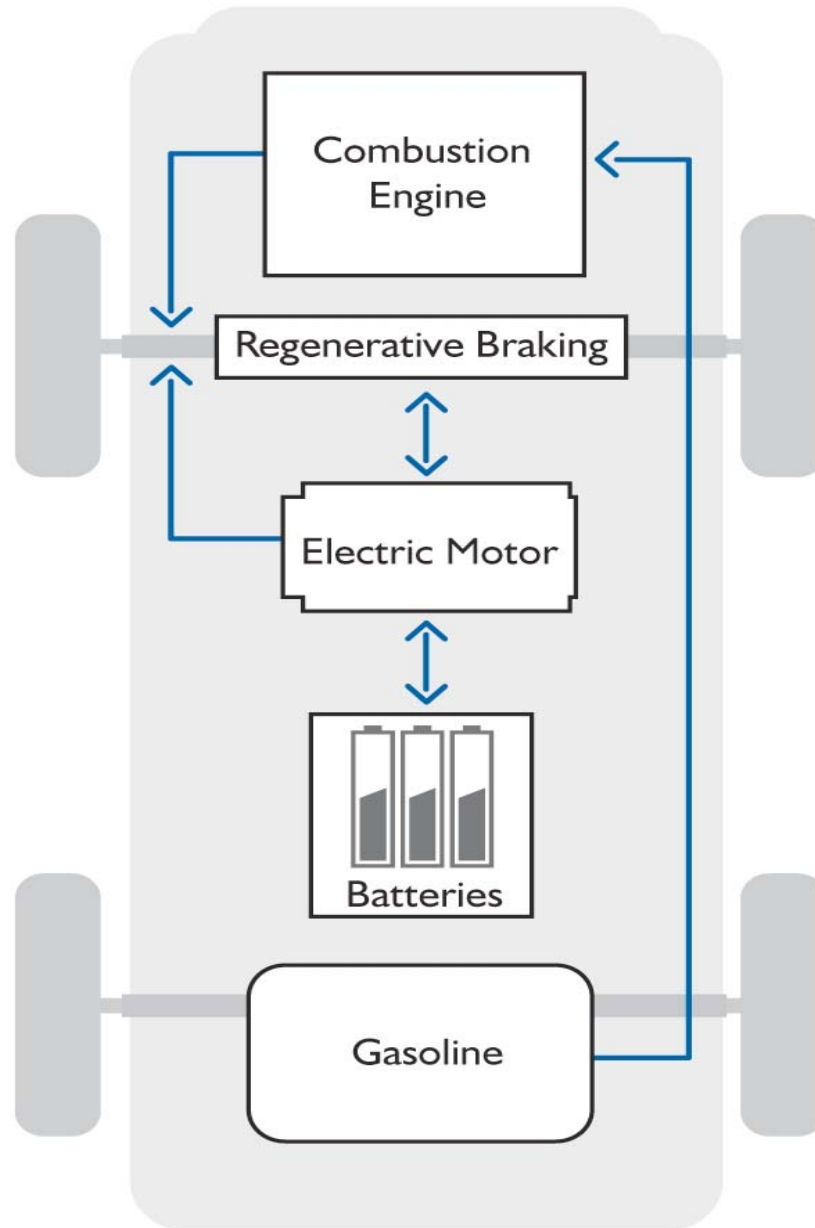 Combustion
Engine
Regenerative Braking
Electric Motor
Batteries
Gasoline